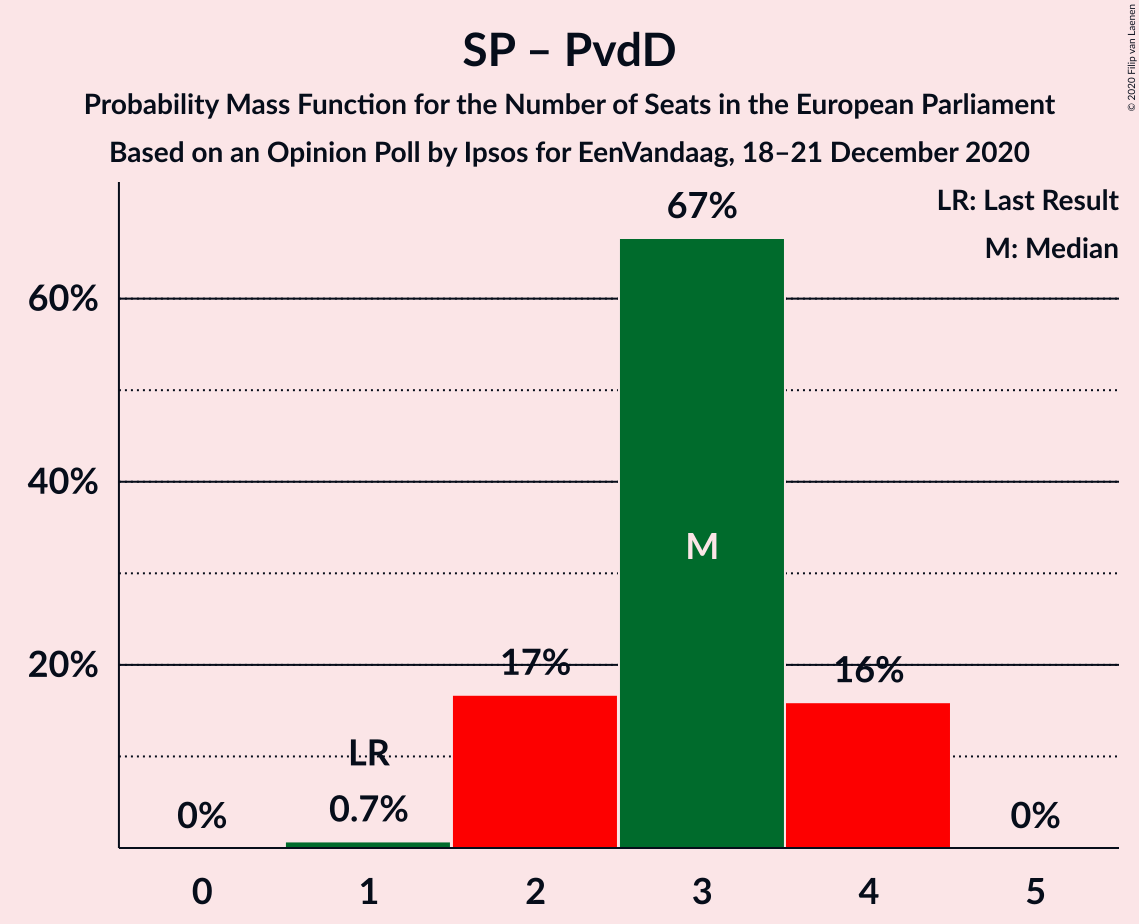 SP – PvdD
Probability Mass Function for the Number of Seats in the European Parliament
Based on an Opinion Poll by Ipsos for EenVandaag, 18–21 December 2020
© 2020 Filip van Laenen
LR: Last Result
M: Median
67%
60%
40%
M
20%
17%
16%
LR
0%
0.7%
0%
0 1 2 3 4 5